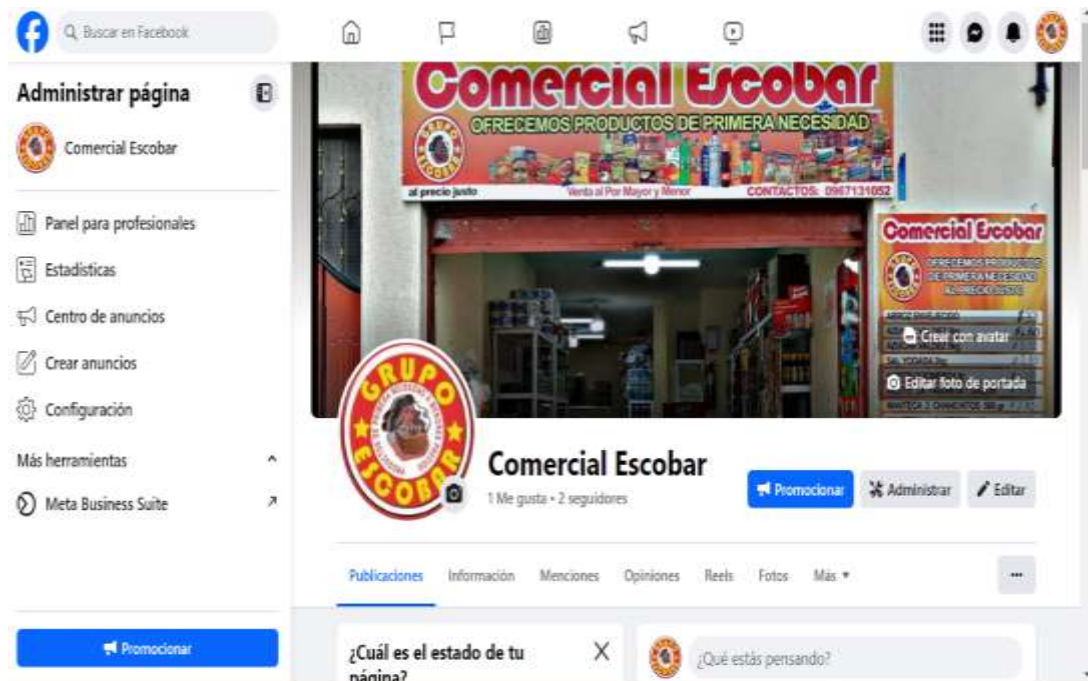 Buscar en Facebook
Administrar página
Comercial Escobar
Panel para profesionales
Estadísticas
Centro de anuncios
Crear anuncios
Configuración
Más herramientas
Meta Business Suite
Promocionar
Comercial Escobar
OFRECEMOS PRODUCTOS DE PRIMERA NECESIDAD
GRUPO ESCOBAR
al precio justo
Venta al Por Mayor y Menor
CONTACTOS: 0967131052
Comercial Escobar
OFRECEMOS PRODUCTOS
DE PRIMERA NECESIDAD
AL PRECIO JUSTO
Crear con avatar
Editar foto de portada
GRUPO
ESCOBAR
Comercial Escobar
1 Me gusta • 2 seguidores
Promocionar
Administrar
Editar
Publicaciones
Información
Menciones
Opiniones
Reels
Fotos
Más
¿Cuál es el estado de tu
página?
¿Qué estás pensando?